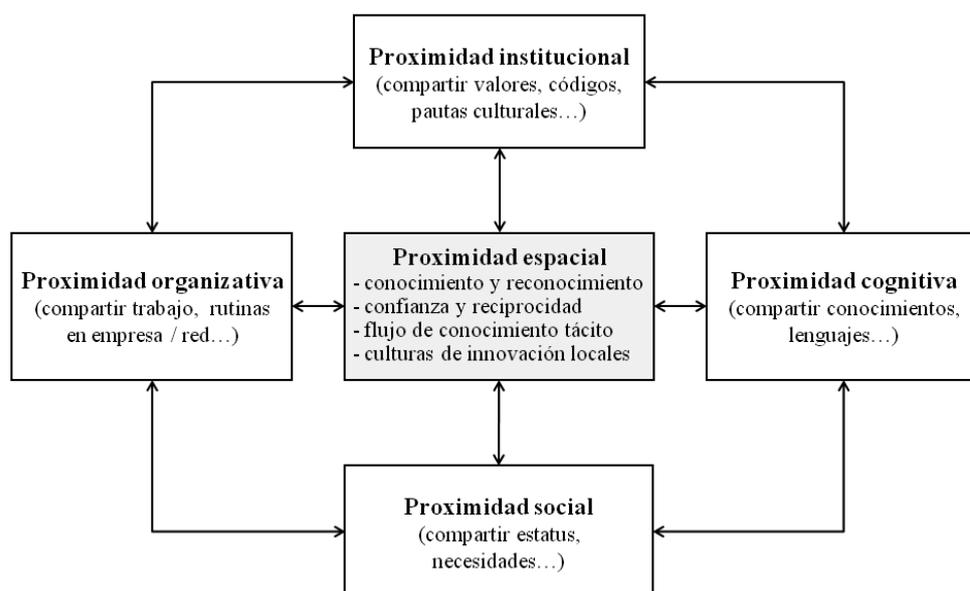 Proximidad institucional
(compartir valores, códigos,
pautas culturales…)
Proximidad organizativa
(compartir trabajo, rutinas
en empresa / red…)
Proximidad espacial
- conocimiento y reconocimiento
- confianza y reciprocidad
- flujo de conocimiento tácito
- culturas de innovación locales
Proximidad cognitiva
(compartir conocimientos,
lenguajes…)
Proximidad social
(compartir estatus,
necesidades…)